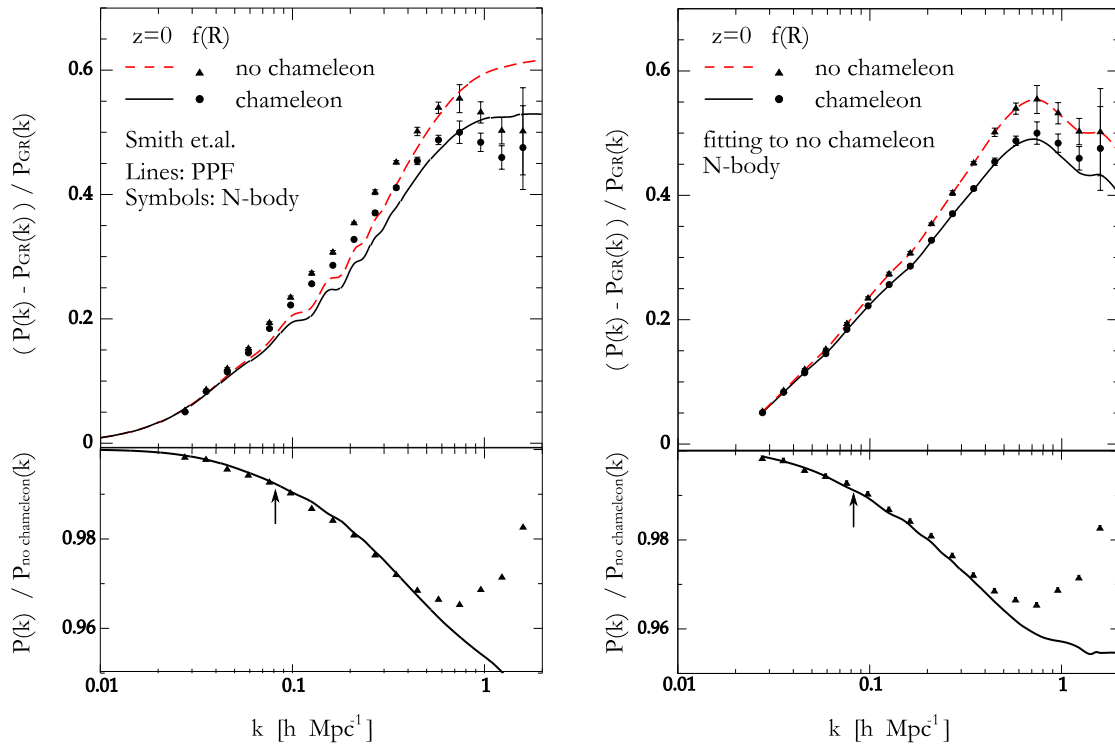 z=0 f(R)
no chameleon
chameleon
Smith et.al.
Lines: PPF
Symbols: N-body
( P(k) - PGR(k) ) / PGR(k)
0.6
0.4
0.2
0
P(k) / Pno chameleon(k)
0.98
0.96
0.01
0.1
1
k [h Mpc-1]
z=0 f(R)
no chameleon
chameleon
fitting to no chameleon
N-body
( P(k) - PGR(k) ) / PGR(k)
0.6
0.4
0.2
0
P(k) / Pno chameleon(k)
0.98
0.96
0.01
0.1
1
k [h Mpc-1]